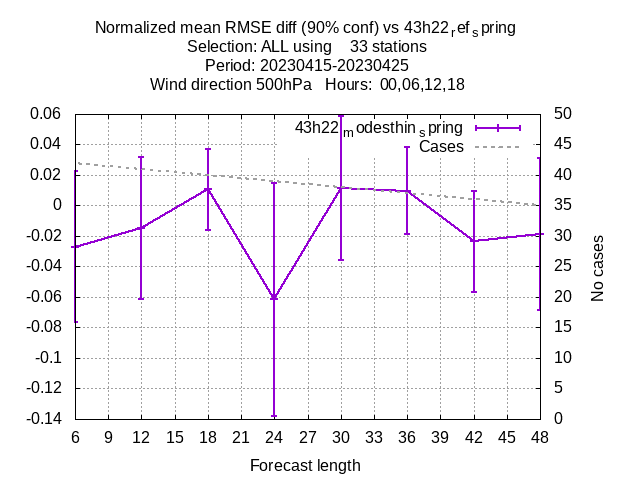 Normalized mean RMSE diff (90% conf) vs 43h22ref spring
Selection: ALL using 33 stations
Period: 20230415-20230425
Wind direction 500hPa Hours: 00,06,12,18
43h22modesthinspring
Cases
0.06
0.04
0.02
0
-0.02
-0.04
-0.06
-0.08
-0.1
-0.12
-0.14
50
45
40
35
30
25
20
15
10
5
0
No cases
6 9 12 15 18 21 24 27 30 33 36 39 42 45 48
Forecast length